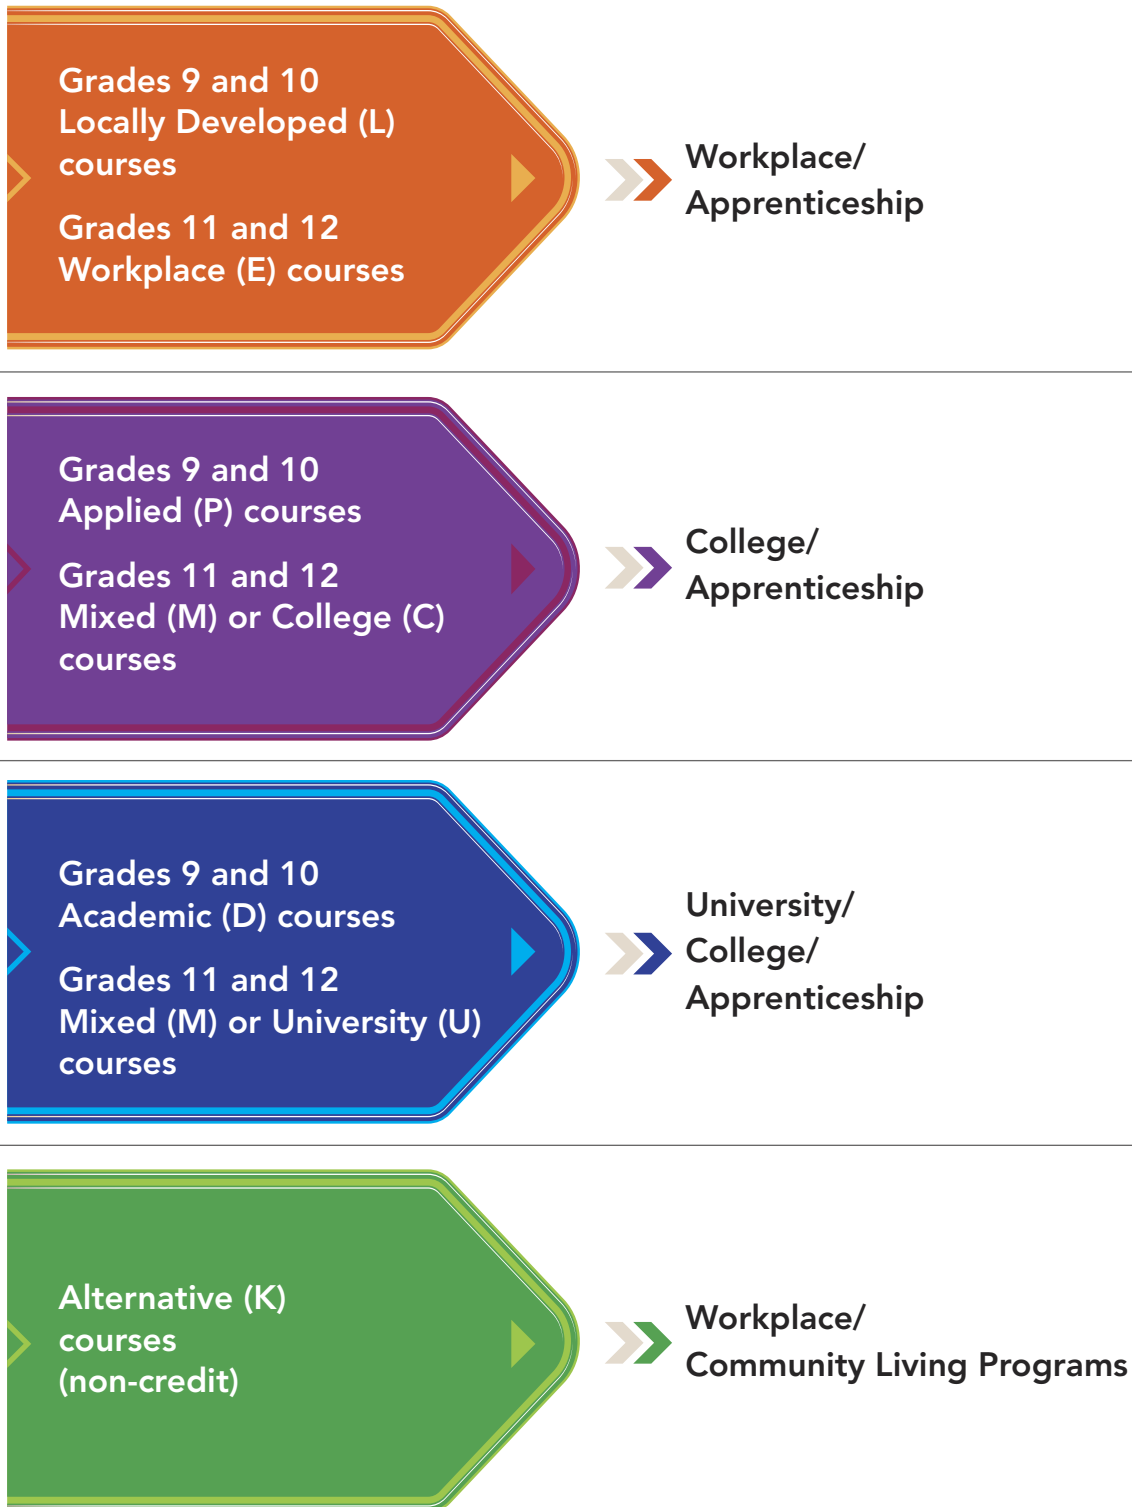 Grades 9 and 10
Locally Developed (L)
courses
Grades 11 and 12
Workplace (E) courses
Workplace/
Apprenticeship
Grades 9 and 10
Applied (P) courses
Grades 11 and 12
Mixed (M) or College (C)
courses
College/
Apprenticeship
Grades 9 and 10
Academic (D) courses
Grades 11 and 12
Mixed (M) or University (U)
courses
University/
College/
Apprenticeship
Alternative (K)
courses
(non-credit)
Workplace/
Community Living Programs